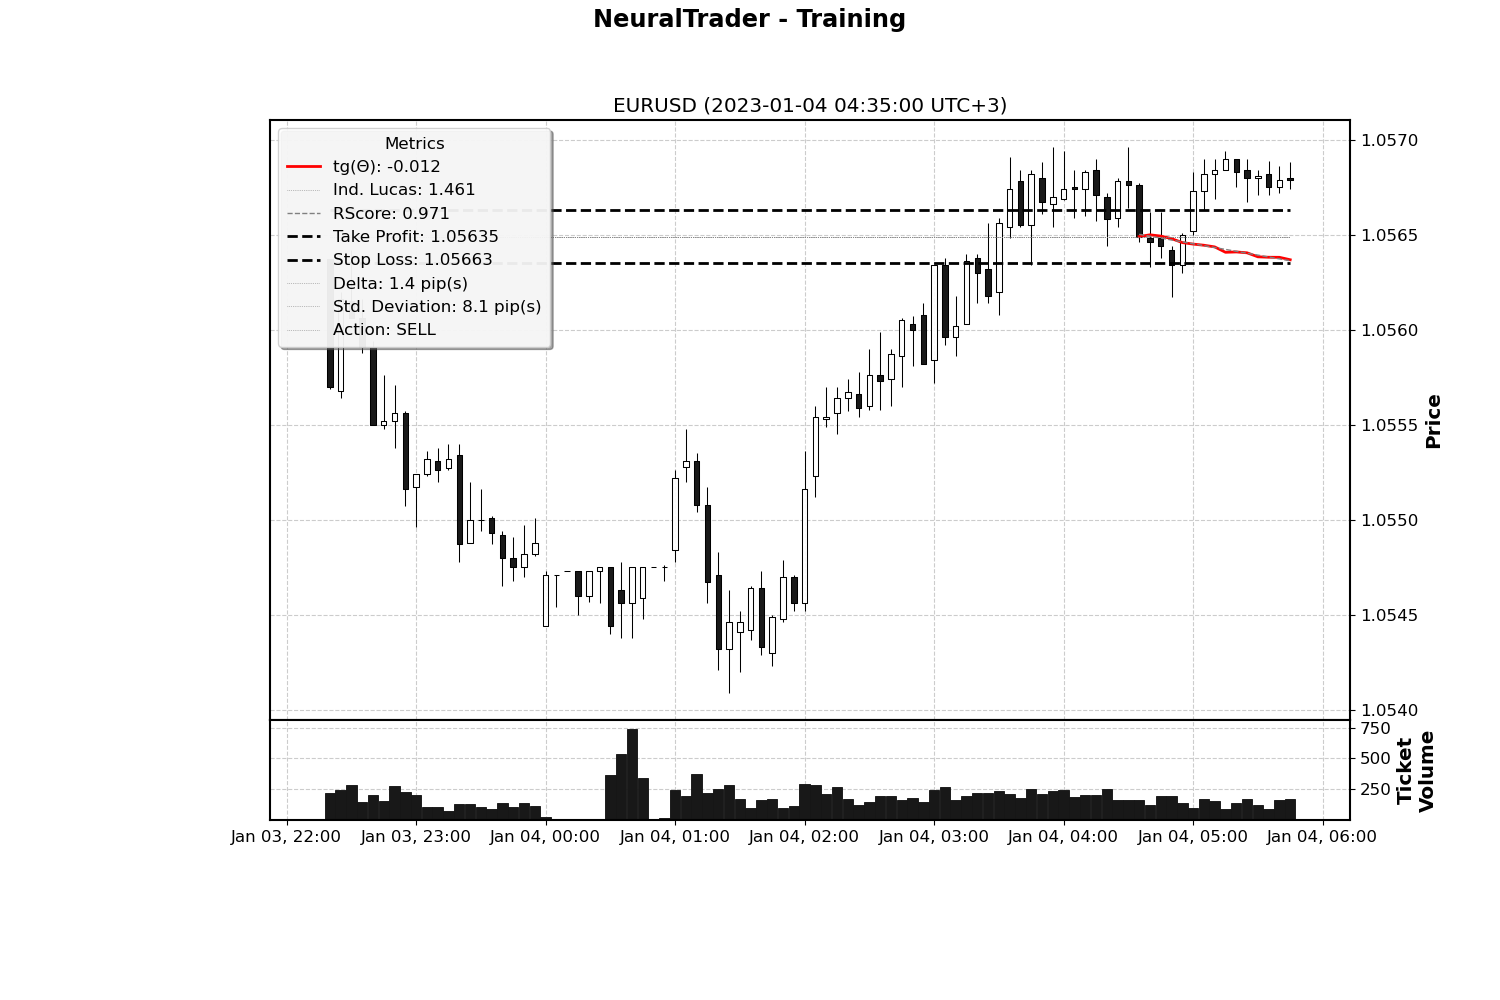 NeuralTrader - Training
EURUSD (2023-01-04 04:35:00 UTC+3)
Metrics
tg(Θ): -0.012
Ind. Lucas: 1.461
RScore: 0.971
Take Profit: 1.05635
Stop Loss: 1.05663
Delta: 1.4 pip(s)
Std. Deviation: 8.1 pip(s)
Action: SELL
1.0570
1.0565
1.0560
1.0555
1.0550
1.0545
1.0540
Price
750
500
250
Ticket
Volume
Jan 03, 22:00
Jan 03, 23:00
Jan 04, 00:00
Jan 04, 01:00
Jan 04, 02:00
Jan 04, 03:00
Jan 04, 04:00
Jan 04, 05:00
Jan 04, 06:00